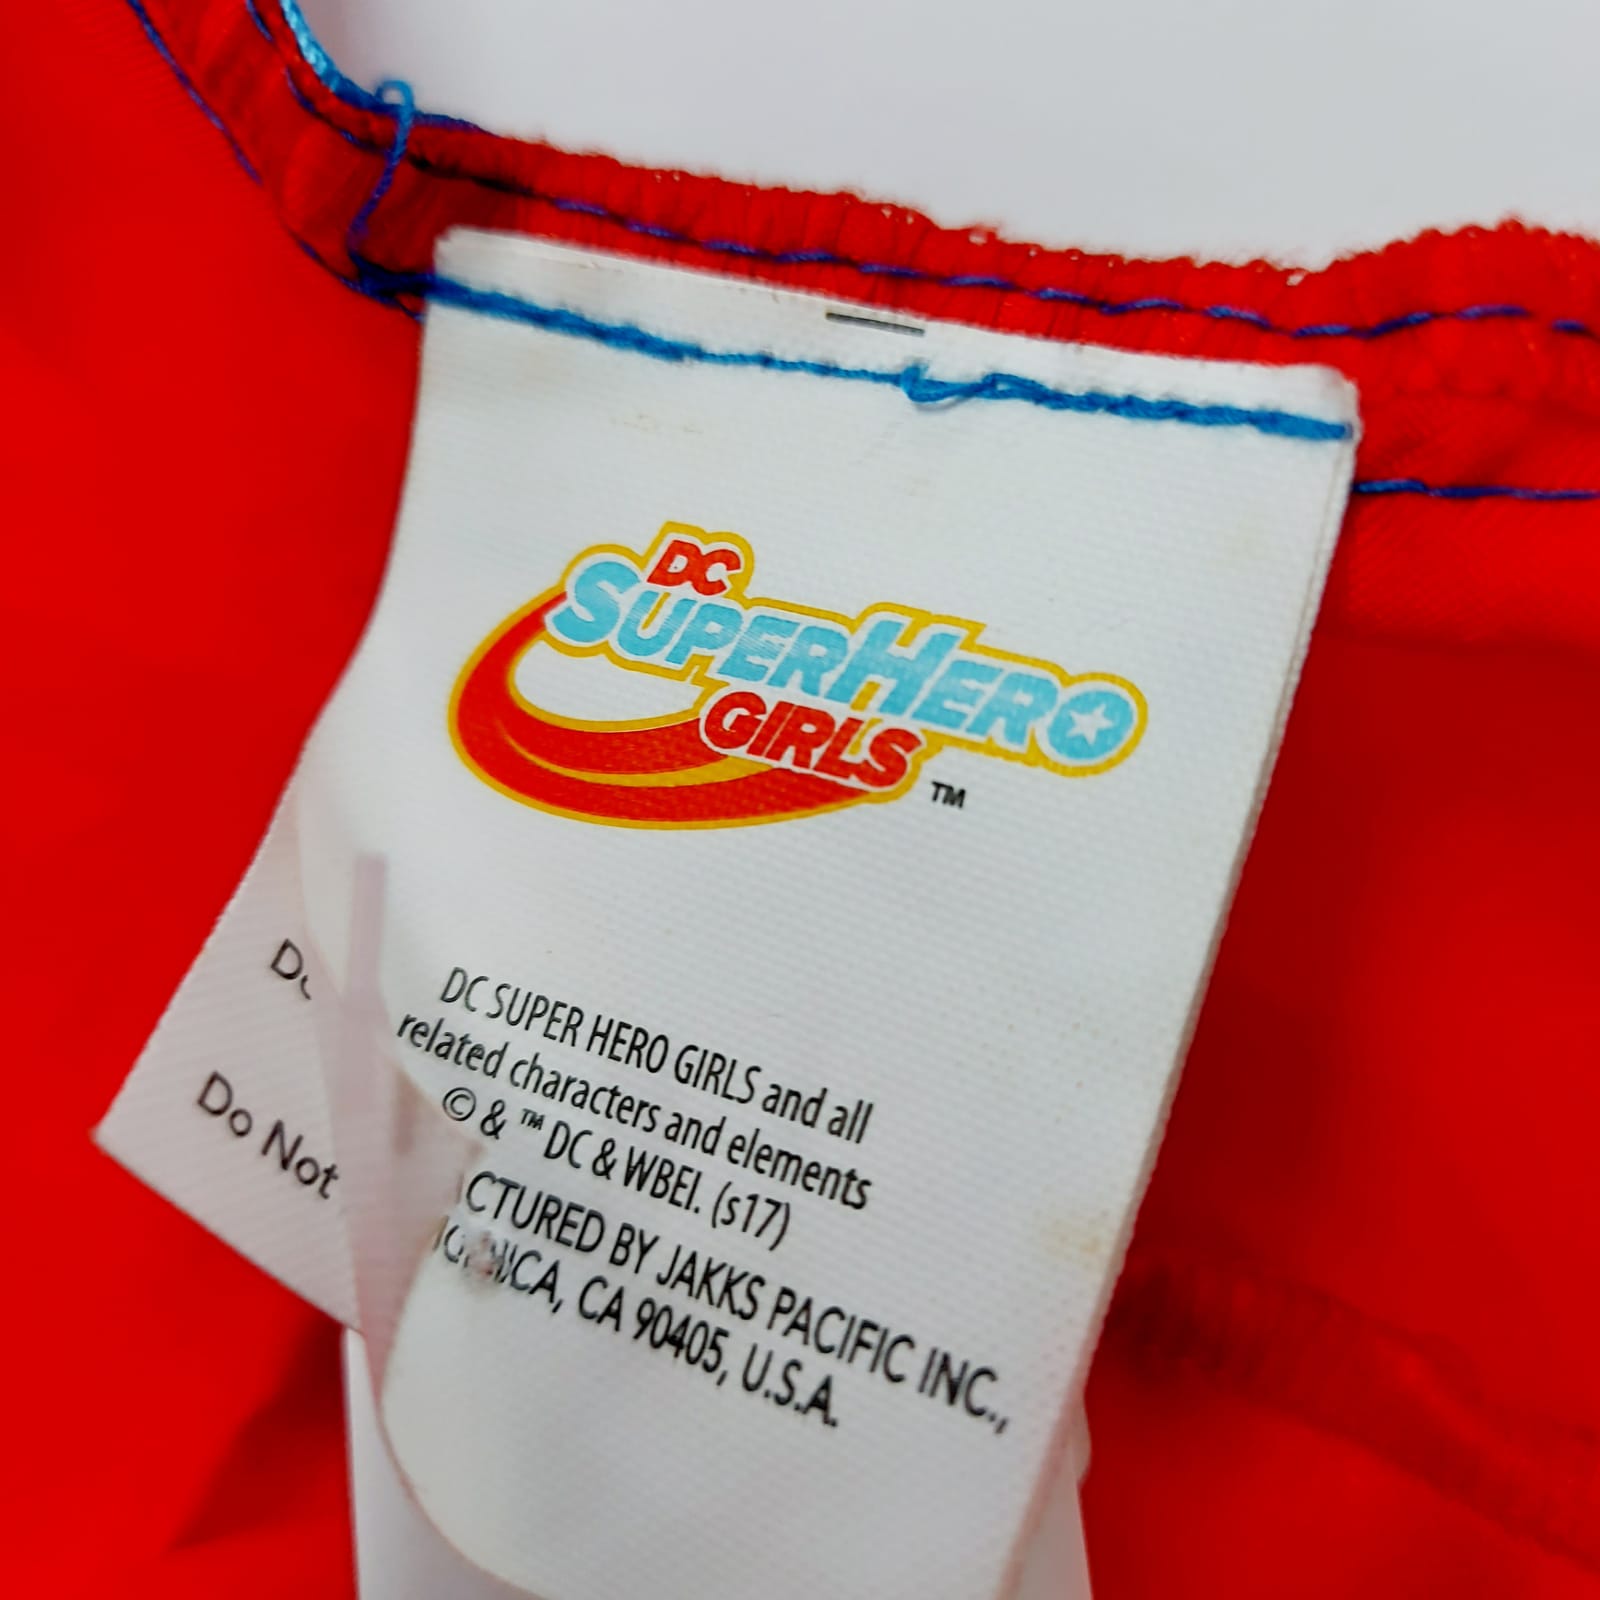 DC
SUPERHERO
GIRLS
TM
DC SUPER HERO GIRLS and all
related characters and elements
© & ™ DC & WBEI. (s17)
CTURED BY JAKKS PACIFIC INC.,
CA 90405, U.S.A.
Do Not